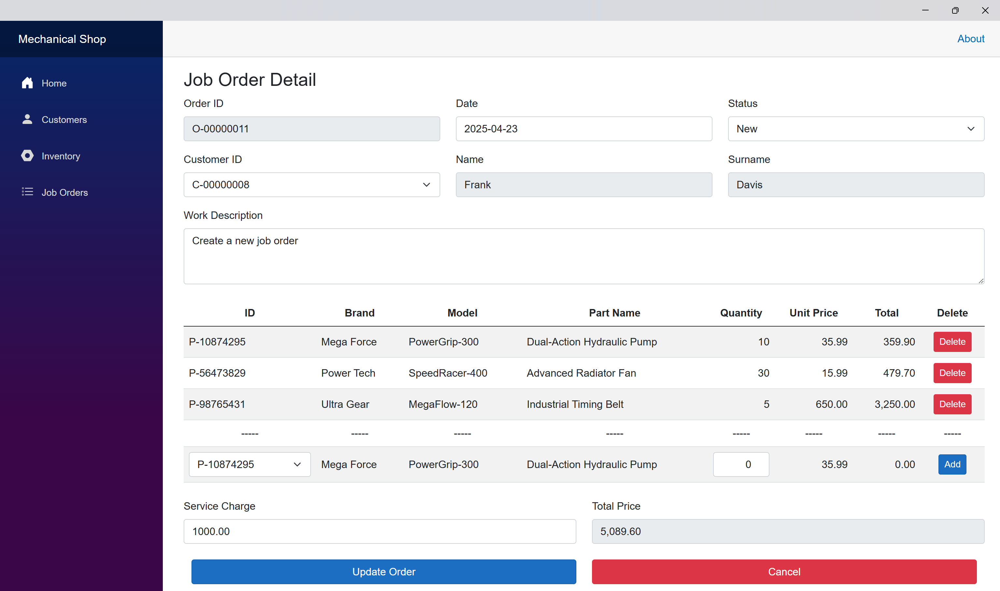 Mechanical Shop
About
Home
Customers
Inventory
Job Orders
Job Order Detail
Order ID Date Status
O-00000011 2025-04-23 New
Customer ID Name Surname
C-00000008 Frank Davis
Work Description
Create a new job order
ID Brand Model Part Name Quantity Unit Price Total Delete
P-10874295 Mega Force PowerGrip-300 Dual-Action Hydraulic Pump 10 35.99 359.90 Delete
P-56473829 Power Tech SpeedRacer-400 Advanced Radiator Fan 30 15.99 479.70 Delete
P-98765431 Ultra Gear MegaFlow-120 Industrial Timing Belt 5 650.00 3,250.00 Delete
----- ----- ----- ----- ----- ----- ----- -----
P-10874295 Mega Force PowerGrip-300 Dual-Action Hydraulic Pump 0 35.99 0.00 Add
Service Charge Total Price
1000.00 5,089.60
Update Order Cancel